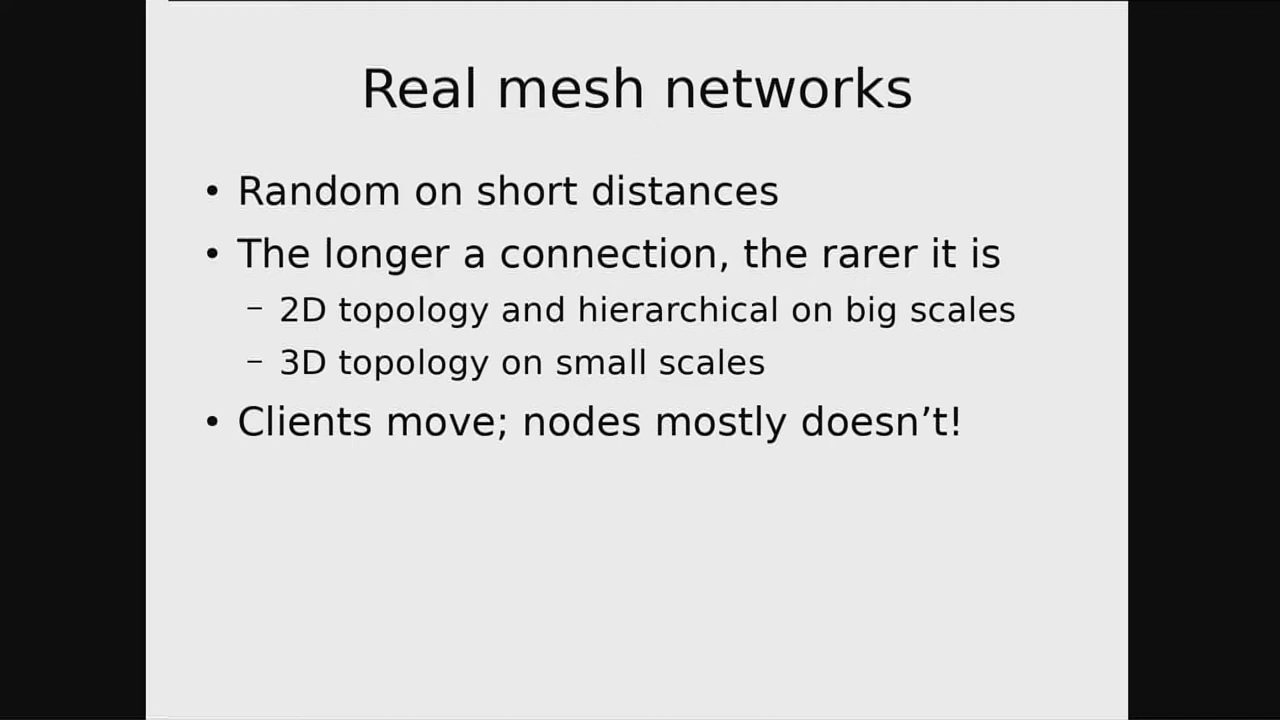 Real mesh networks
• Random on short distances
• The longer a connection, the rarer it is
– 2D topology and hierarchical on big scales
– 3D topology on small scales
• Clients move; nodes mostly doesn’t!